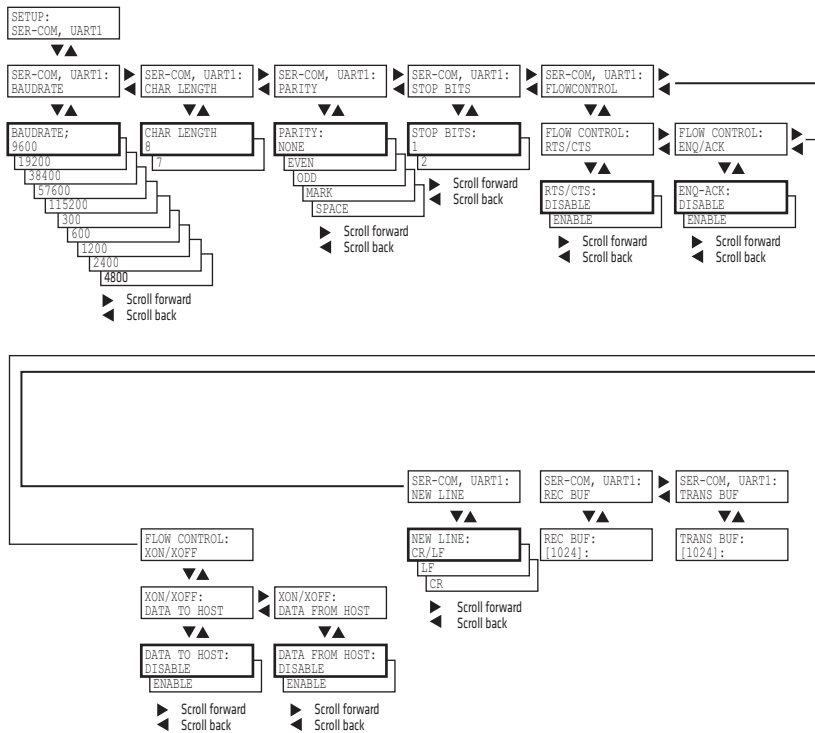 SETUP:
SER-COM, UART1
SER-COM, UART1:
BAUDRATE
SER-COM, UART1:
CHAR LENGTH
SER-COM, UART1:
PARITY
SER-COM, UART1:
STOP BITS
SER-COM, UART1:
FLOWCONTROL
BAUDRATE;
9600
19200
38400
57600
115200
300
600
1200
2400
4800
Scroll forward
Scroll back
CHAR LENGTH
8
7
PARITY:
NONE
EVEN
ODD
MARK
SPACE
Scroll forward
Scroll back
STOP BITS:
1
2
Scroll forward
Scroll back
FLOW CONTROL:
RTS/CTS
RTS/CTS:
DISABLE
ENABLE
Scroll forward
Scroll back
FLOW CONTROL:
ENQ/ACK
ENQ-ACK:
DISABLE
ENABLE
Scroll forward
Scroll back
FLOW CONTROL:
XON/XOFF
XON/XOFF:
DATA TO HOST
DATA TO HOST:
DISABLE
ENABLE
Scroll forward
Scroll back
XON/XOFF:
DATA FROM HOST
DATA FROM HOST:
DISABLE
ENABLE
Scroll forward
Scroll back
SER-COM, UART1:
NEW LINE
NEW LINE:
CR/LF
LF
CR
Scroll forward
Scroll back
SER-COM, UART1:
REC BUF
REC BUF:
[1024]:
SER-COM, UART1:
TRANS BUF
TRANS BUF:
[1024]: